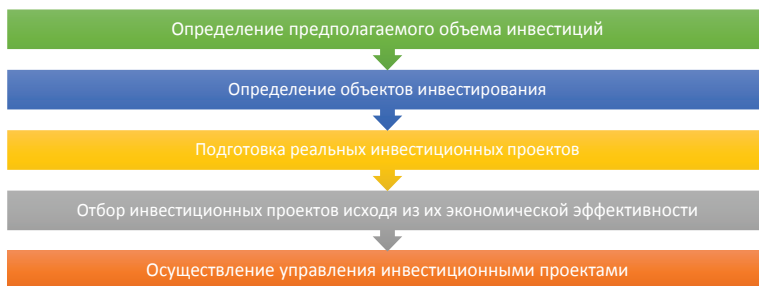 Определение предполагаемого объема инвестиций
Определение объектов инвестирования
Подготовка реальных инвестиционных проектов
Отбор инвестиционных проектов исходя из их экономической эффективности
Осуществление управления инвестиционными проектами